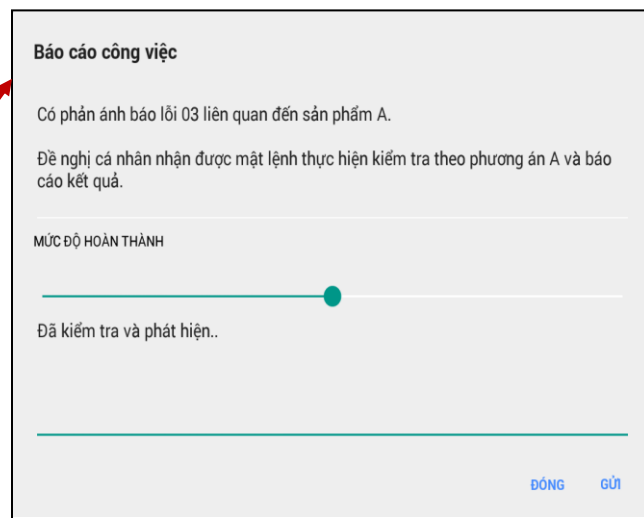 Báo cáo công việc
Có phản ánh báo lỗi 03 liên quan đến sản phẩm A.
Đề nghị cá nhân nhận được mật lệnh thực hiện kiểm tra theo phương án A và báo
cáo kết quả.
MỨC ĐỘ HOÀN THÀNH
Đã kiểm tra và phát hiện..
ĐÓNG GỬI